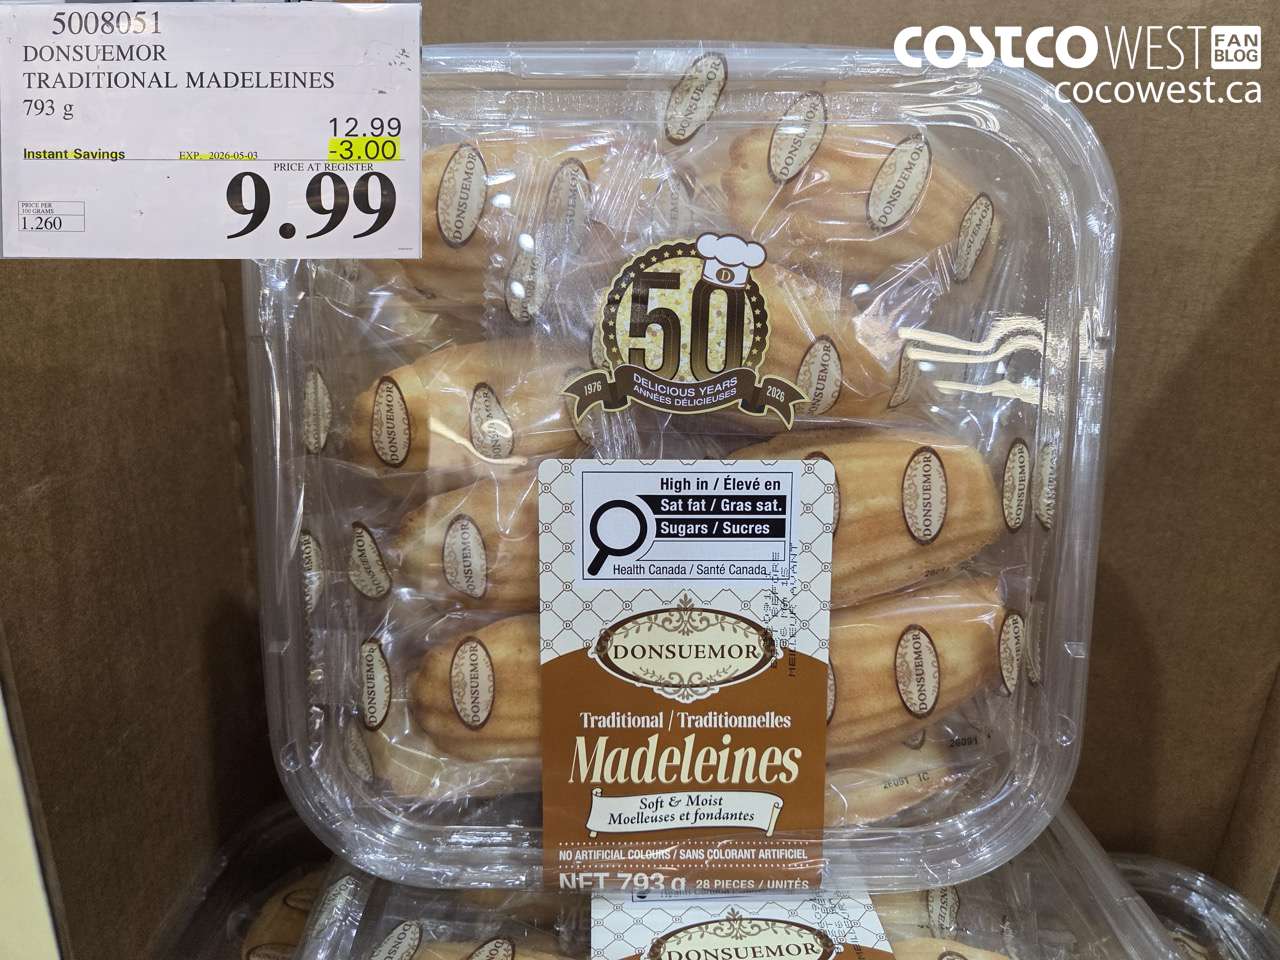 5008051
DONSUEMOR
TRADITIONAL MADELEINES
793 g
12.99
Instant Savings EXP. 2026-05-03 -3.00
PRICE AT REGISTER
9.99
PRICE PER
100 GRAMS
1.260
COSTCO WEST FAN BLOG
cocowest.ca
50
1976 DELICIOUS YEARS 2026
ANNÉES DÉLICIEUSES
High in / Élevé en
Sat fat / Gras sat.
Sugars / Sucres
Health Canada / Santé Canada
DONSUEMOR
Traditional / Traditionnelles
Madeleines
Soft & Moist
Moelleuses et fondantes
NO ARTIFICIAL COLOURS / SANS COLORANT ARTIFICIEL
NET 793 g 28 PIECES / UNITÉS
DONSUEMOR